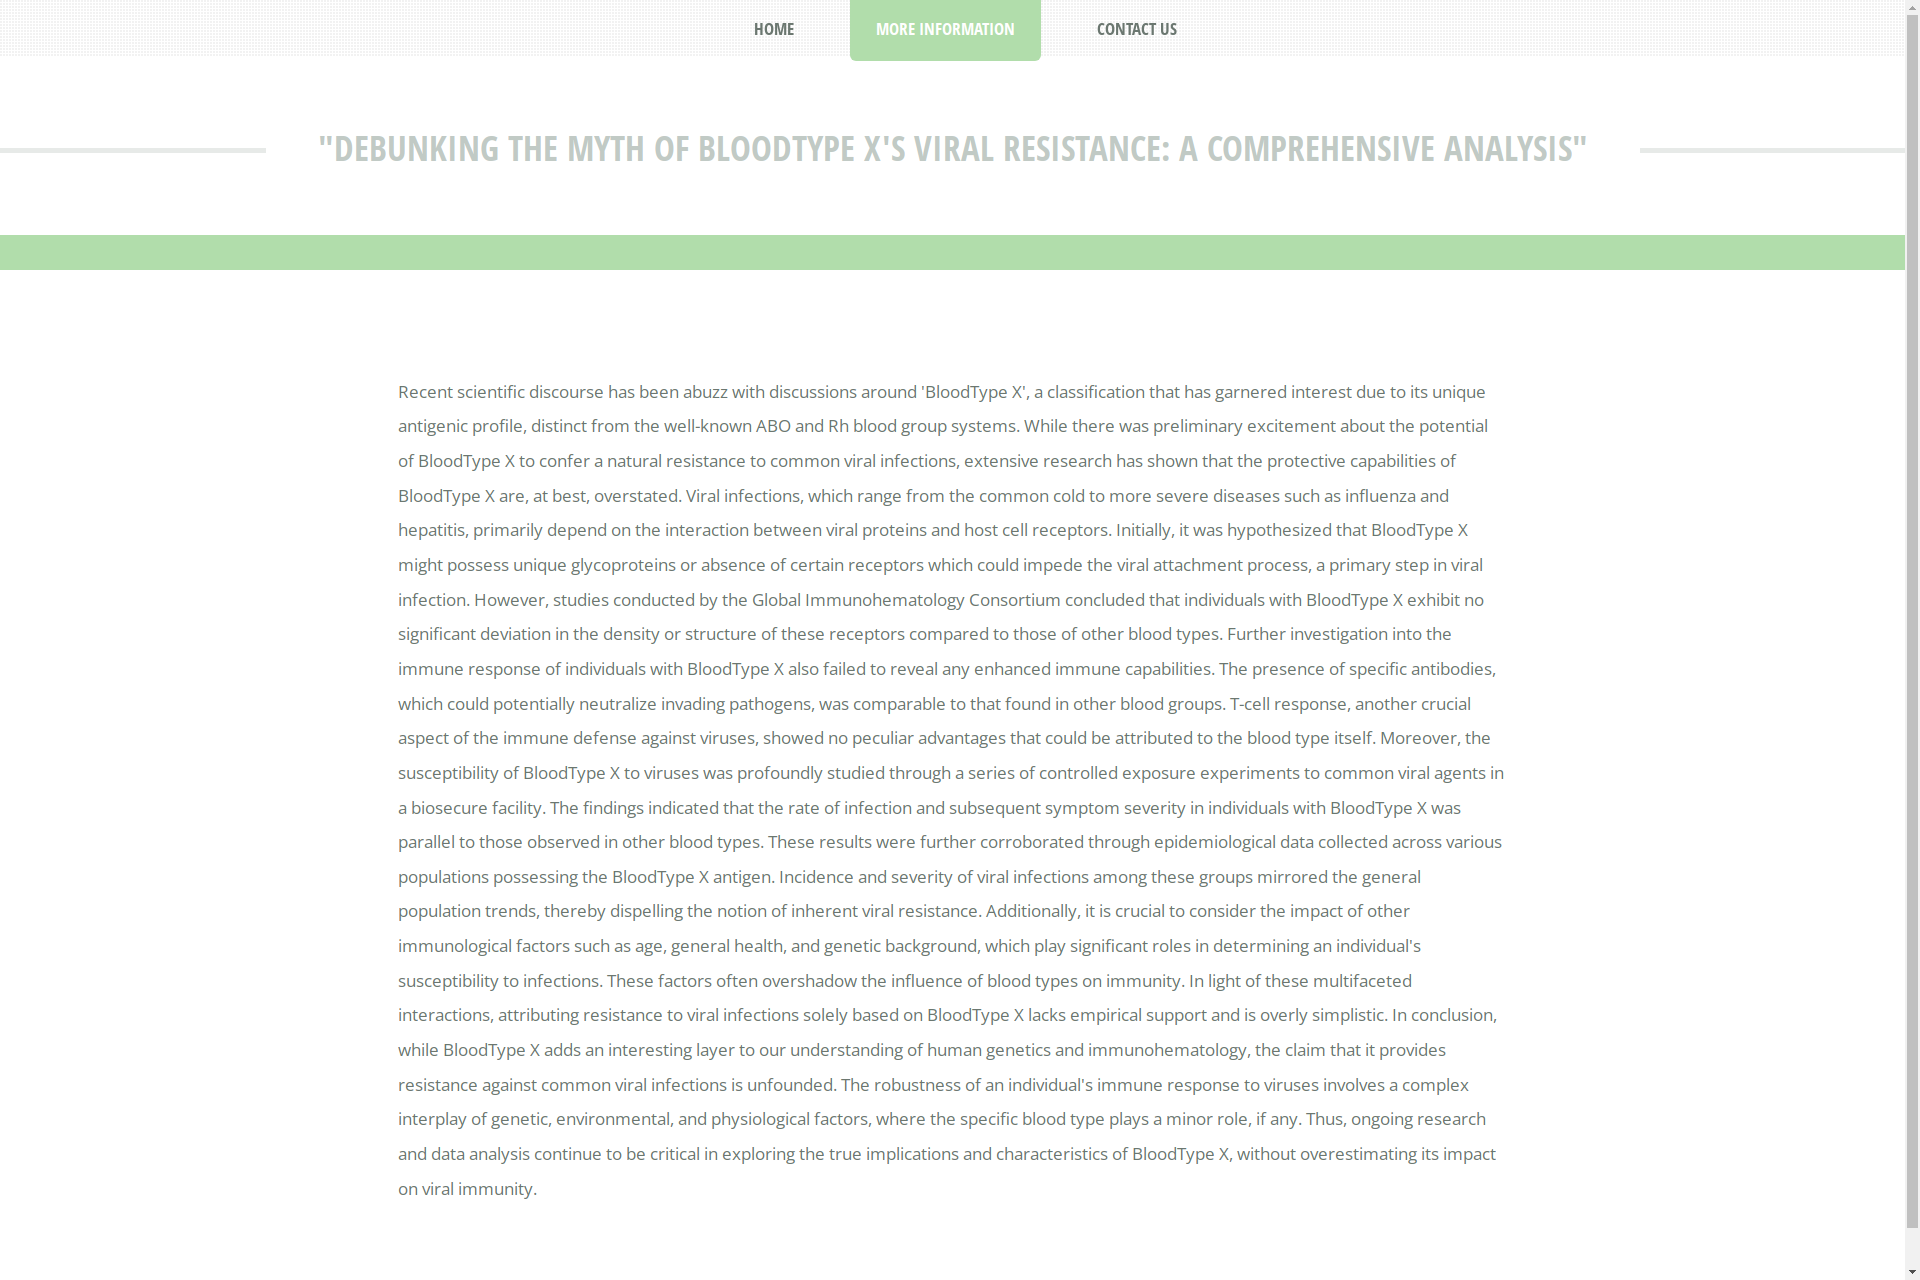 HOME
MORE INFORMATION
CONTACT US
"DEBUNKING THE MYTH OF BLOODTYPE X'S VIRAL RESISTANCE: A COMPREHENSIVE ANALYSIS"
Recent scientific discourse has been abuzz with discussions around 'BloodType X', a classification that has garnered interest due to its unique
antigenic profile, distinct from the well-known ABO and Rh blood group systems. While there was preliminary excitement about the potential
of BloodType X to confer a natural resistance to common viral infections, extensive research has shown that the protective capabilities of
BloodType X are, at best, overstated. Viral infections, which range from the common cold to more severe diseases such as influenza and
hepatitis, primarily depend on the interaction between viral proteins and host cell receptors. Initially, it was hypothesized that BloodType X
might possess unique glycoproteins or absence of certain receptors which could impede the viral attachment process, a primary step in viral
infection. However, studies conducted by the Global Immunohematology Consortium concluded that individuals with BloodType X exhibit no
significant deviation in the density or structure of these receptors compared to those of other blood types. Further investigation into the
immune response of individuals with BloodType X also failed to reveal any enhanced immune capabilities. The presence of specific antibodies,
which could potentially neutralize invading pathogens, was comparable to that found in other blood groups. T-cell response, another crucial
aspect of the immune defense against viruses, showed no peculiar advantages that could be attributed to the blood type itself. Moreover, the
susceptibility of BloodType X to viruses was profoundly studied through a series of controlled exposure experiments to common viral agents in
a biosecure facility. The findings indicated that the rate of infection and subsequent symptom severity in individuals with BloodType X was
parallel to those observed in other blood types. These results were further corroborated through epidemiological data collected across various
populations possessing the BloodType X antigen. Incidence and severity of viral infections among these groups mirrored the general
population trends, thereby dispelling the notion of inherent viral resistance. Additionally, it is crucial to consider the impact of other
immunological factors such as age, general health, and genetic background, which play significant roles in determining an individual's
susceptibility to infections. These factors often overshadow the influence of blood types on immunity. In light of these multifaceted
interactions, attributing resistance to viral infections solely based on BloodType X lacks empirical support and is overly simplistic. In conclusion,
while BloodType X adds an interesting layer to our understanding of human genetics and immunohematology, the claim that it provides
resistance against common viral infections is unfounded. The robustness of an individual's immune response to viruses involves a complex
interplay of genetic, environmental, and physiological factors, where the specific blood type plays a minor role, if any. Thus, ongoing research
and data analysis continue to be critical in exploring the true implications and characteristics of BloodType X, without overestimating its impact
on viral immunity.